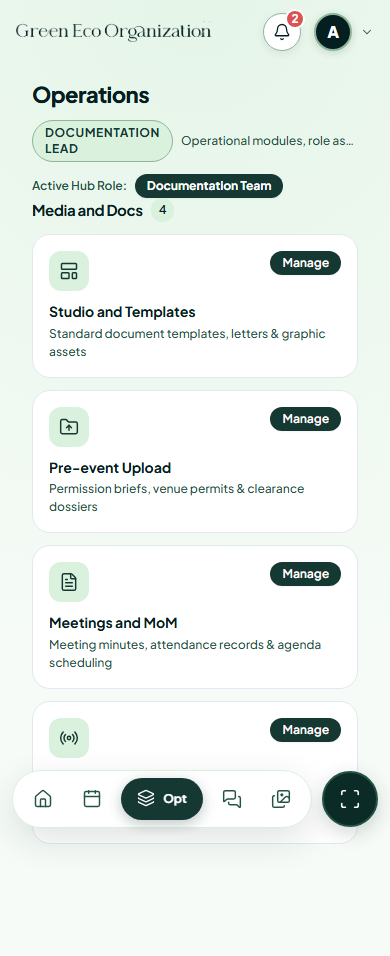 Green Eco Organization
2
A
Operations
DOCUMENTATION
LEAD
Operational modules, role as...
Active Hub Role:
Documentation Team
Media and Docs
4
Manage
Studio and Templates
Standard document templates, letters & graphic
assets
Manage
Pre-event Upload
Permission briefs, venue permits & clearance
dossiers
Manage
Meetings and MoM
Meeting minutes, attendance records & agenda
scheduling
Manage
Opt